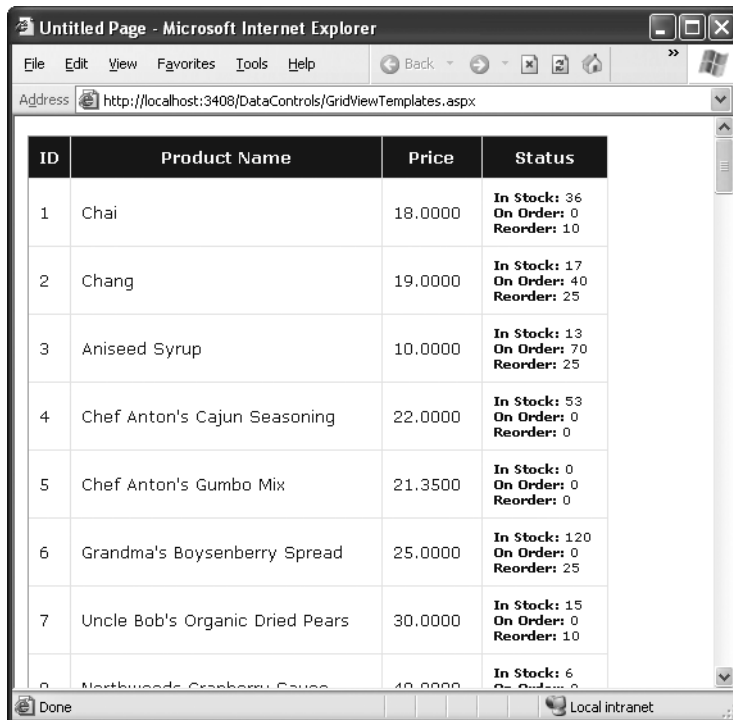 Untitled Page - Microsoft Internet Explorer
File Edit View Favorites Tools Help Back »
Address http://localhost:3408/DataControls/GridViewTemplates.aspx
ID Product Name Price Status
1 Chai 18.0000 In Stock: 36
On Order: 0
Reorder: 10
2 Chang 19.0000 In Stock: 17
On Order: 40
Reorder: 25
3 Aniseed Syrup 10.0000 In Stock: 13
On Order: 70
Reorder: 25
4 Chef Anton's Cajun Seasoning 22.0000 In Stock: 53
On Order: 0
Reorder: 0
5 Chef Anton's Gumbo Mix 21.3500 In Stock: 0
On Order: 0
Reorder: 0
6 Grandma's Boysenberry Spread 25.0000 In Stock: 120
On Order: 0
Reorder: 25
7 Uncle Bob's Organic Dried Pears 30.0000 In Stock: 15
On Order: 0
Reorder: 10
In Stock: 6
Done Local intranet